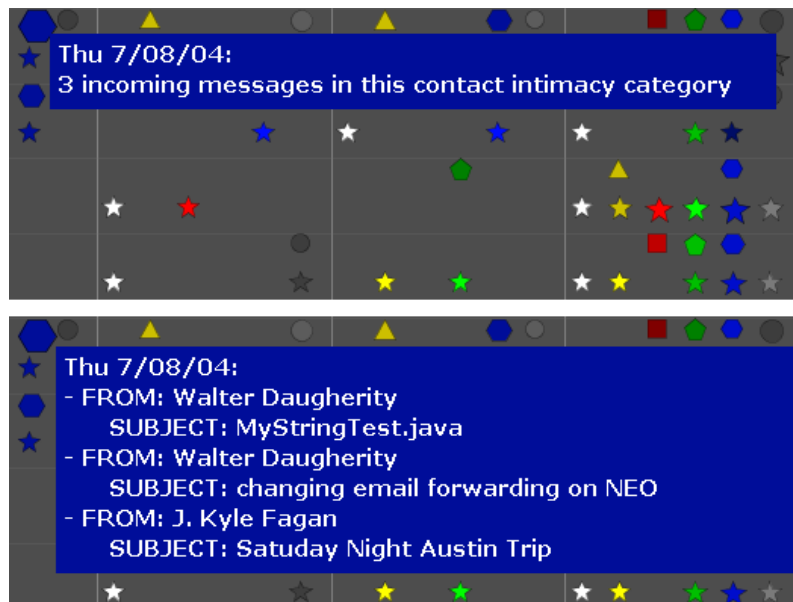 Thu 7/08/04:
3 incoming messages in this contact intimacy category
Thu 7/08/04:
- FROM: Walter Daugherity
SUBJECT: MyStringTest.java
- FROM: Walter Daugherity
SUBJECT: changing email forwarding on NEO
- FROM: J. Kyle Fagan
SUBJECT: Satuday Night Austin Trip